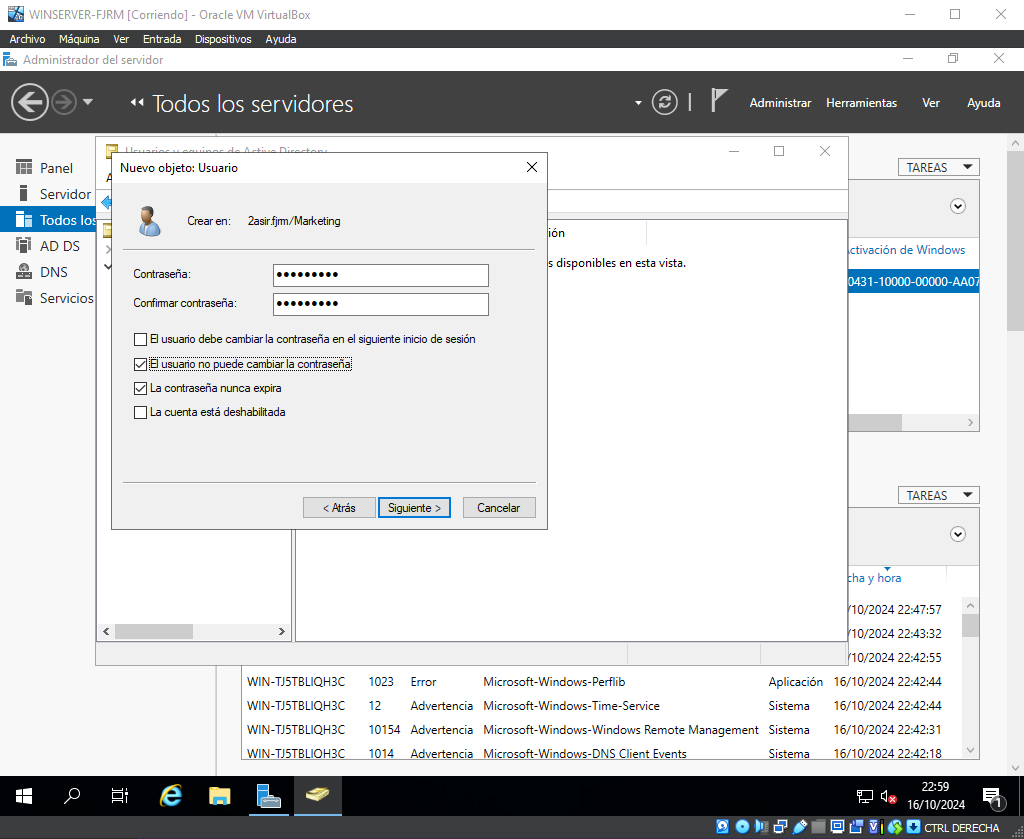 WINSERVER-FJRM [Corriendo] - Oracle VM VirtualBox
Archivo Máquina Ver Entrada Dispositivos Ayuda
Administrador del servidor
Todos los servidores
Administrar Herramientas Ver Ayuda
Usuarios y equipos de Active Directory
Nuevo objeto: Usuario
Panel
Servidor
Todos los
AD DS
DNS
Servicios
TAREAS
Crear en: 2asir.fjrm/Marketing
ión
s disponibles en esta vista.
Activación de Windows
0431-10000-00000-AA07
Contraseña: ●●●●●●●●●
Confirmar contraseña: ●●●●●●●●●
El usuario debe cambiar la contraseña en el siguiente inicio de sesión
El usuario no puede cambiar la contraseña
La contraseña nunca expira
La cuenta está deshabilitada
< Atrás Siguiente > Cancelar
TAREAS
cha y hora
/10/2024 22:47:57
/10/2024 22:43:32
/10/2024 22:42:55
WIN-TJ5TBLIQH3C 1023 Error Microsoft-Windows-Perflib Aplicación 16/10/2024 22:42:44
WIN-TJ5TBLIQH3C 12 Advertencia Microsoft-Windows-Time-Service Sistema 16/10/2024 22:42:44
WIN-TJ5TBLIQH3C 10154 Advertencia Microsoft-Windows-Windows Remote Management Sistema 16/10/2024 22:42:31
WIN-TJ5TBLIQH3C 1014 Advertencia Microsoft-Windows-DNS Client Events Sistema 16/10/2024 22:42:18
22:59
16/10/2024
1
CTRL DERECHA